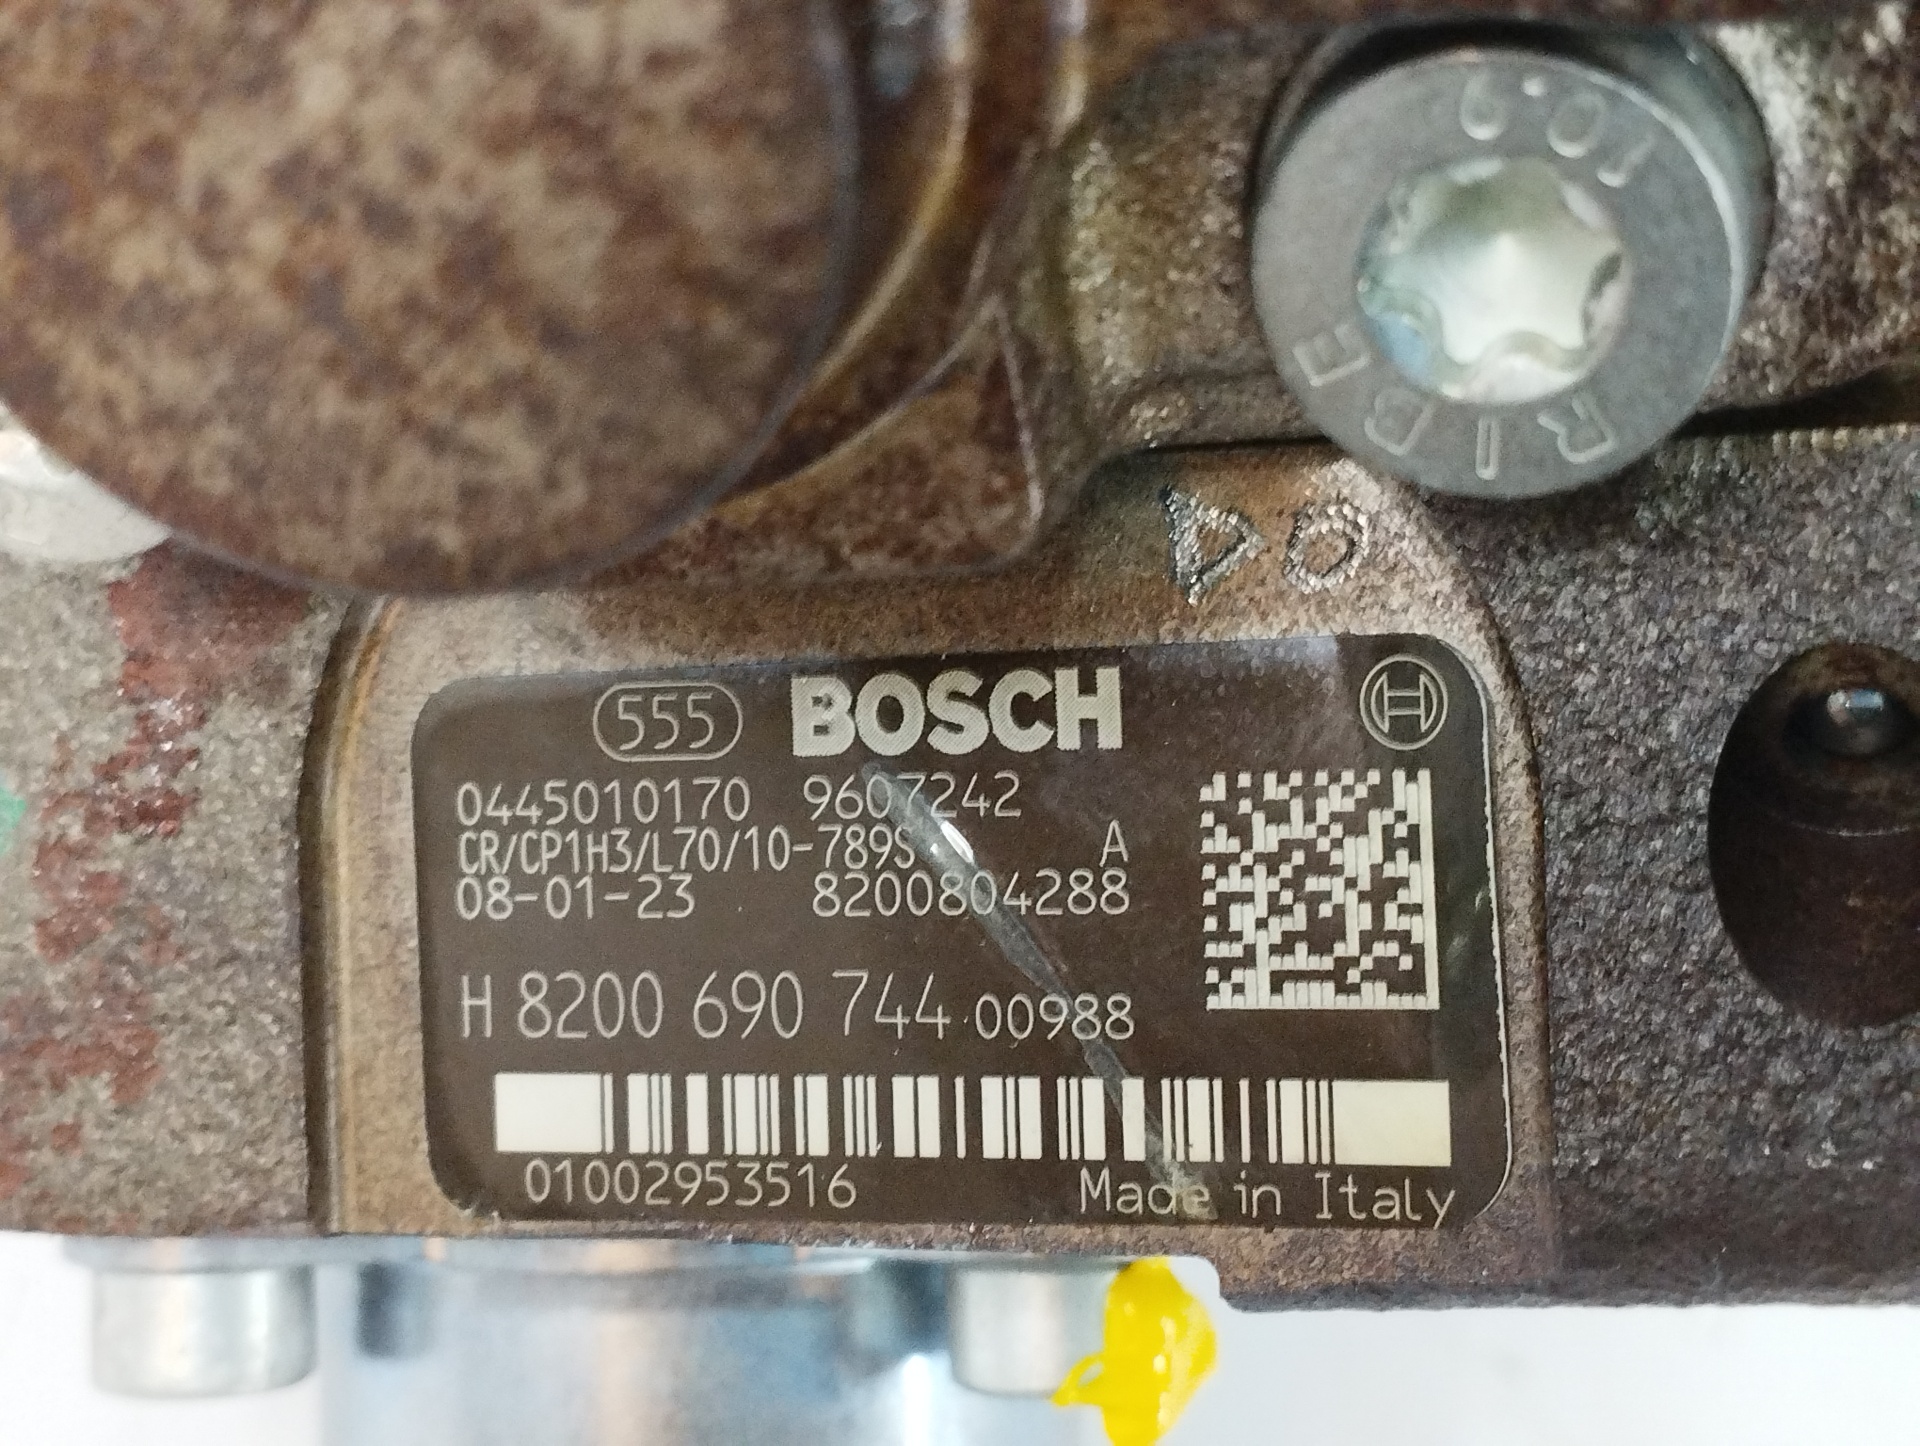 10.9
RIBE
555 BOSCH
0445010170 9607242
CR/CP1H3/L70/10-789S A
08-01-23 8200804288
H 8200 690 744 00988
01002953516 Made in Italy